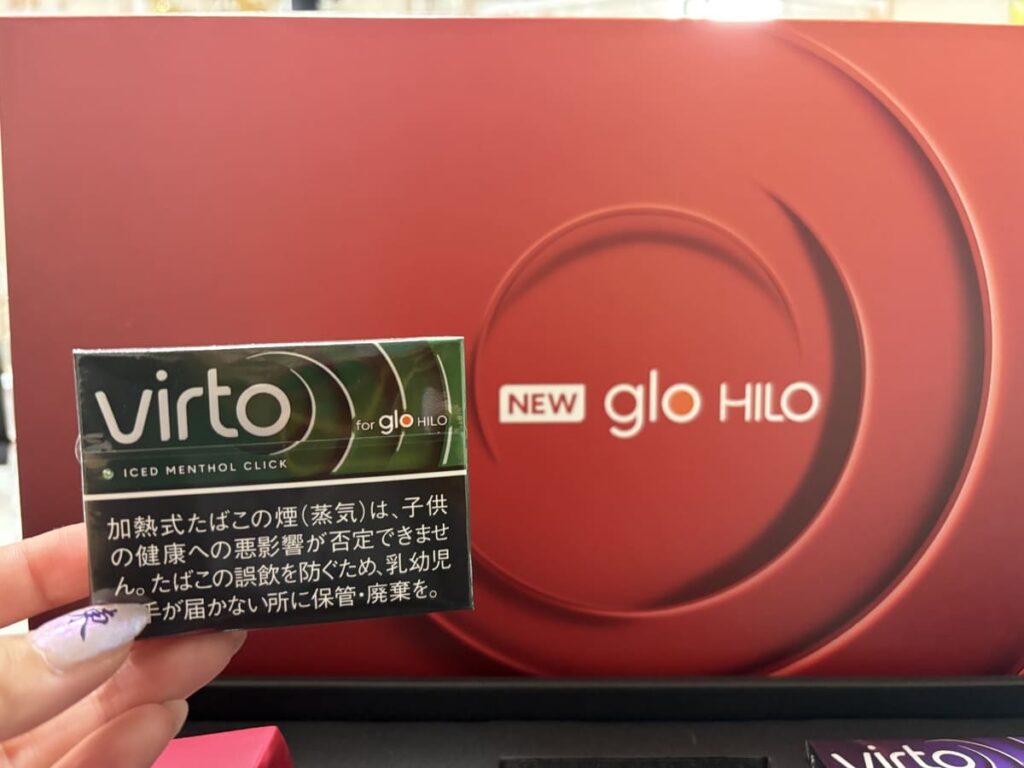 virto
for glo HILO
ICED MENTHOL CLICK
加熱式たばこの煙(蒸気)は、子供
の健康への悪影響が否定できませ
ん。たばこの誤飲を防ぐため、乳幼児
手が届かない所に保管・廃棄を。
NEW glo HILO
virto